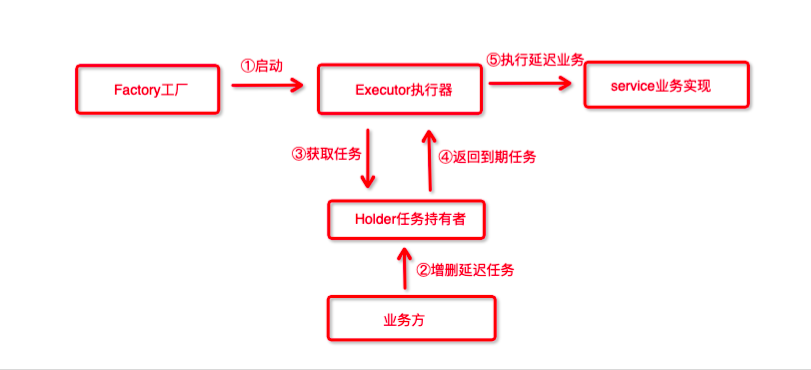 ①启动
⑤执行延迟业务
Factory工厂
Executor执行器
service业务实现
③获取任务
④返回到期任务
Holder任务持有者
②增删延迟任务
业务方